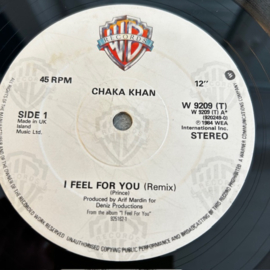 WB
RECORDS
45 RPM
CHAKA KHAN
12"
SIDE 1
Made in UK
Island
Music Ltd.
W 9209 (T)
W 9209 (T) A
(920249-0)
℗ 1984 WEA
International Inc.
STEREO
I FEEL FOR YOU (Remix)
(Prince)
Produced by Arif Mardin for
Deniz Productions
From the album "I Feel For You"